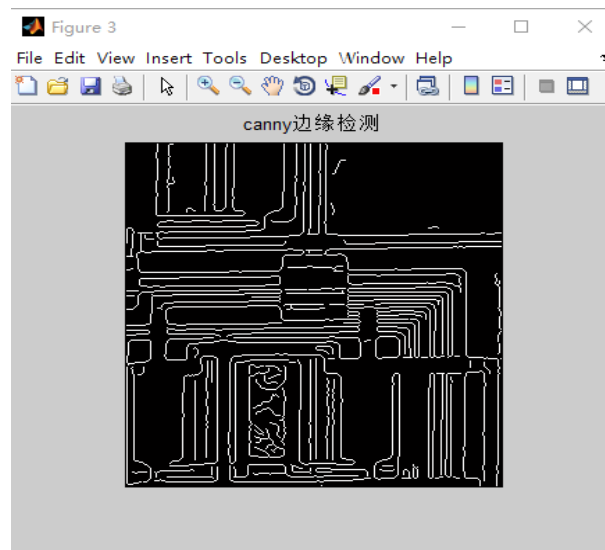 Figure 3
File Edit View Insert Tools Desktop Window Help
canny边缘检测